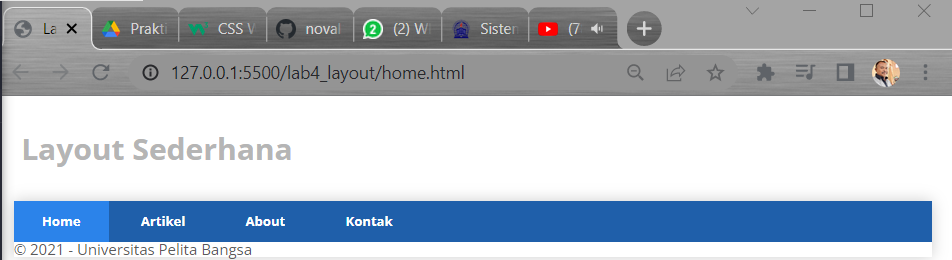 La Prakti CSS W noval (2) W Sister (7
127.0.0.1:5500/lab4_layout/home.html
Layout Sederhana
Home Artikel About Kontak
© 2021 - Universitas Pelita Bangsa